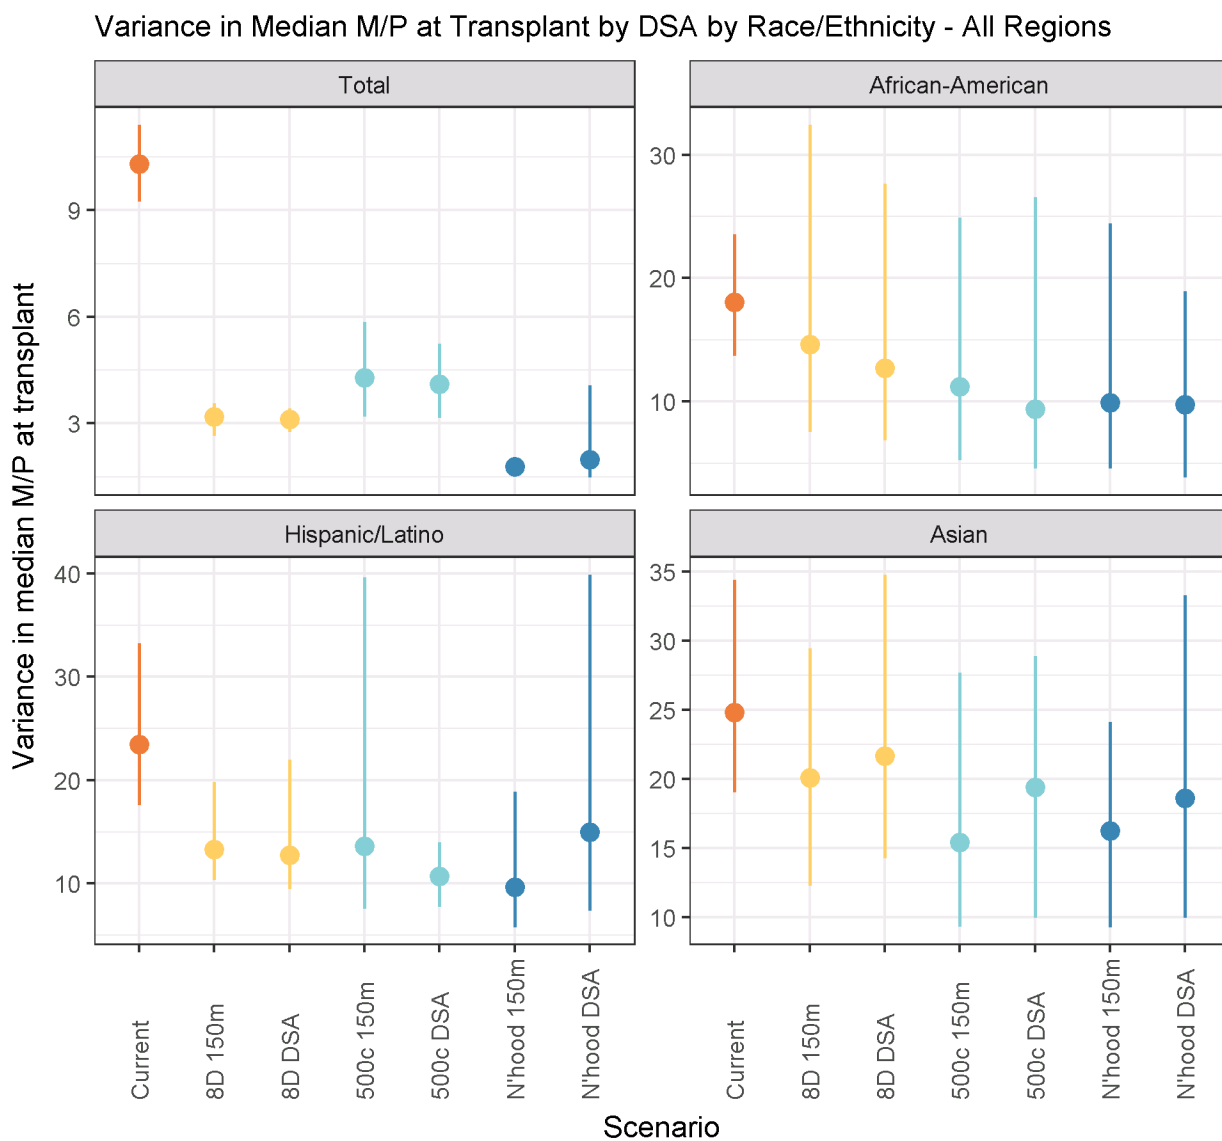 Variance in Median M/P at Transplant by DSA by Race/Ethnicity - All Regions
Variance in median M/P at transplant
Total
9
6
3
African-American
30
20
10
Hispanic/Latino
40
30
20
10
Asian
35
30
25
20
15
10
Current
8D 150m
8D DSA
500c 150m
500c DSA
N'hood 150m
N'hood DSA
Current
8D 150m
8D DSA
500c 150m
500c DSA
N'hood 150m
N'hood DSA
Scenario